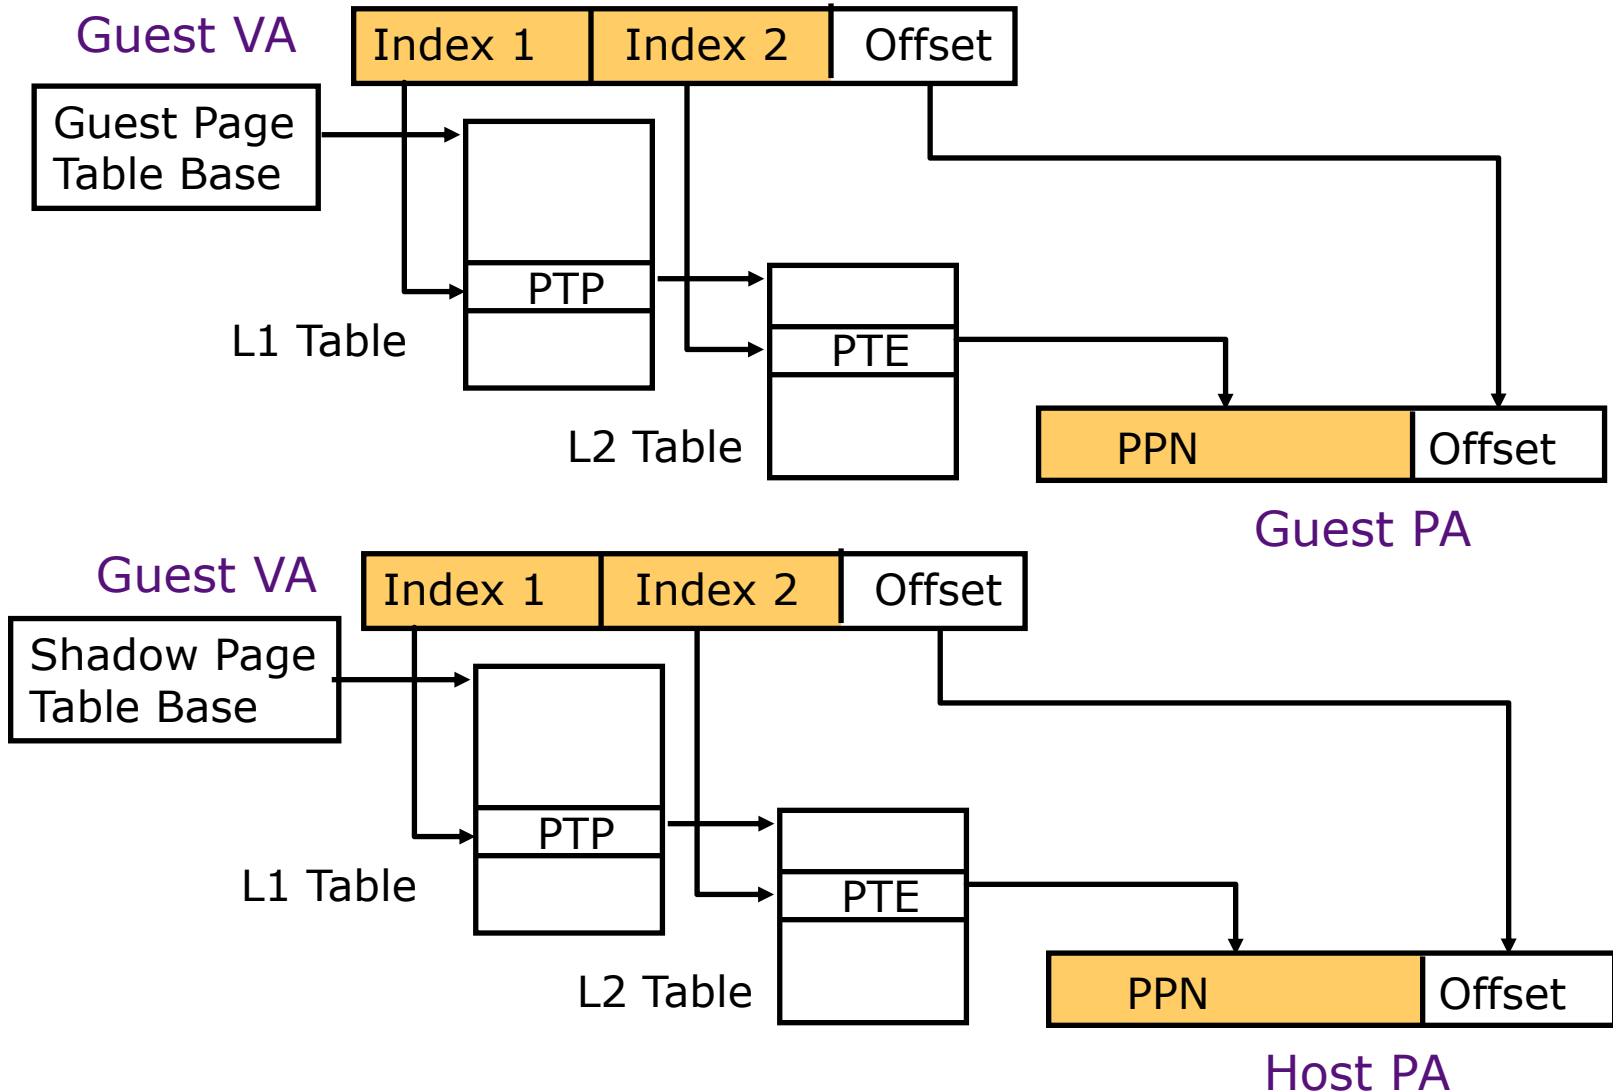 Guest VA
Index 1
Index 2
Offset
Guest Page
Table Base
PTP
L1 Table
PTE
L2 Table
PPN
Offset
Guest PA
Guest VA
Index 1
Index 2
Offset
Shadow Page
Table Base
PTP
L1 Table
PTE
L2 Table
PPN
Offset
Host PA